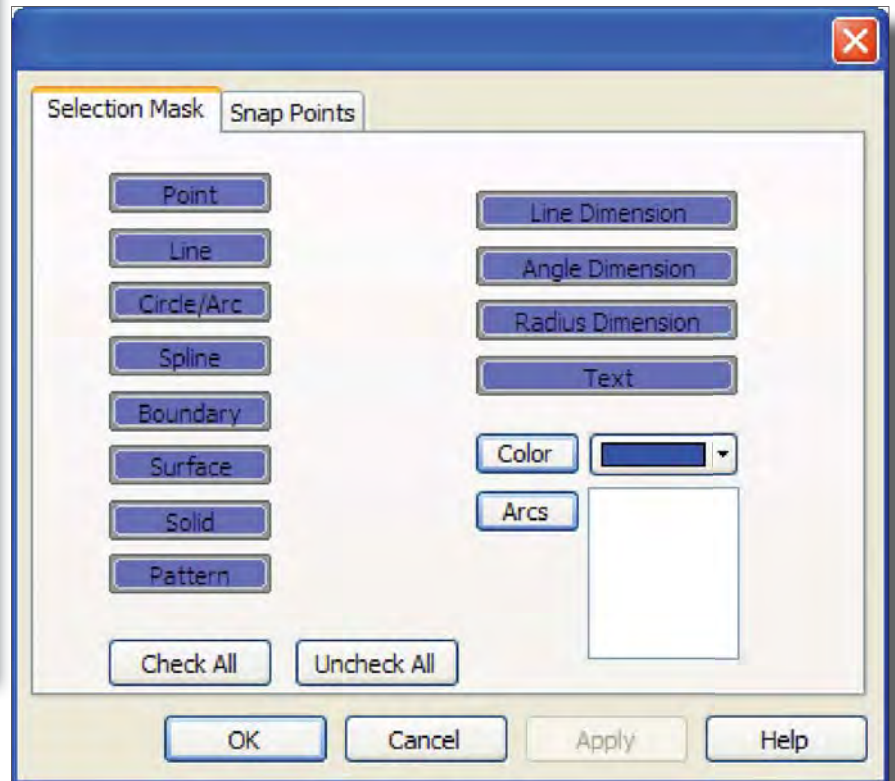 Selection Mask
Snap Points
Point
Line
Circle/Arc
Spline
Boundary
Surface
Solid
Pattern
Line Dimension
Angle Dimension
Radius Dimension
Text
Color
Arcs
Check All
Uncheck All
OK
Cancel
Apply
Help